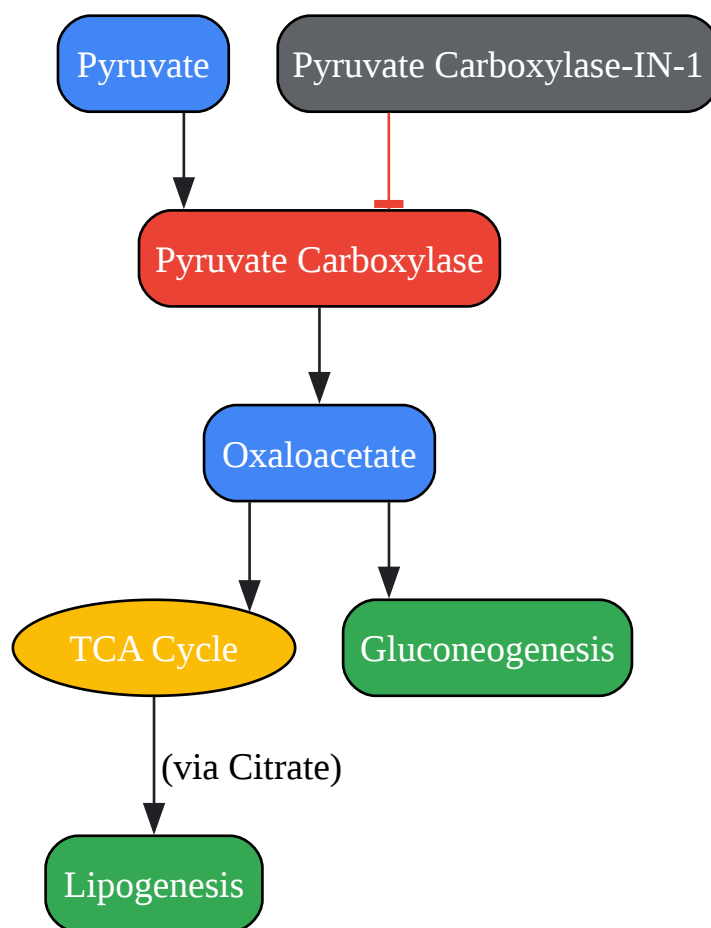 Pyruvate
Pyruvate Carboxylase-IN-1
Pyruvate Carboxylase
Oxaloacetate
TCA Cycle
Gluconeogenesis
(via Citrate)
Lipogenesis